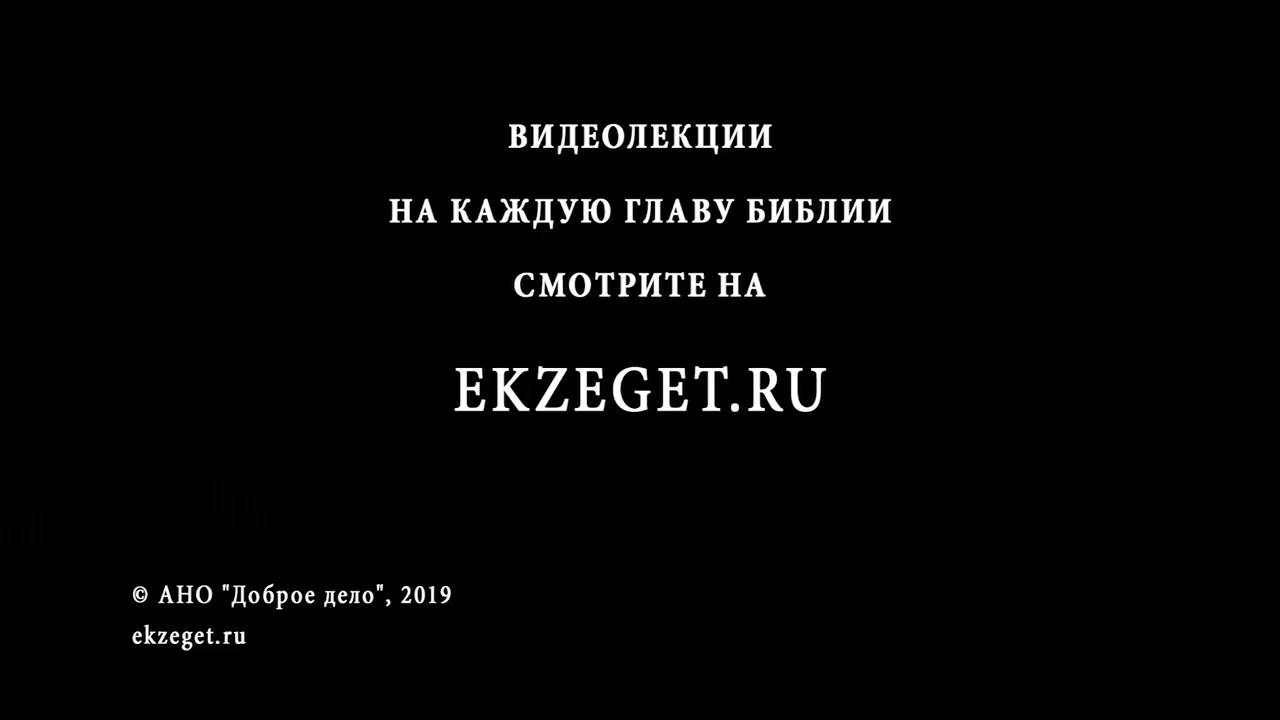 ВИДЕОЛЕКЦИИ
НА КАЖДУЮ ГЛАВУ БИБЛИИ
СМОТРИТЕ НА
EKZEGET.RU
© АНО "Доброе дело", 2019
ekzeget.ru